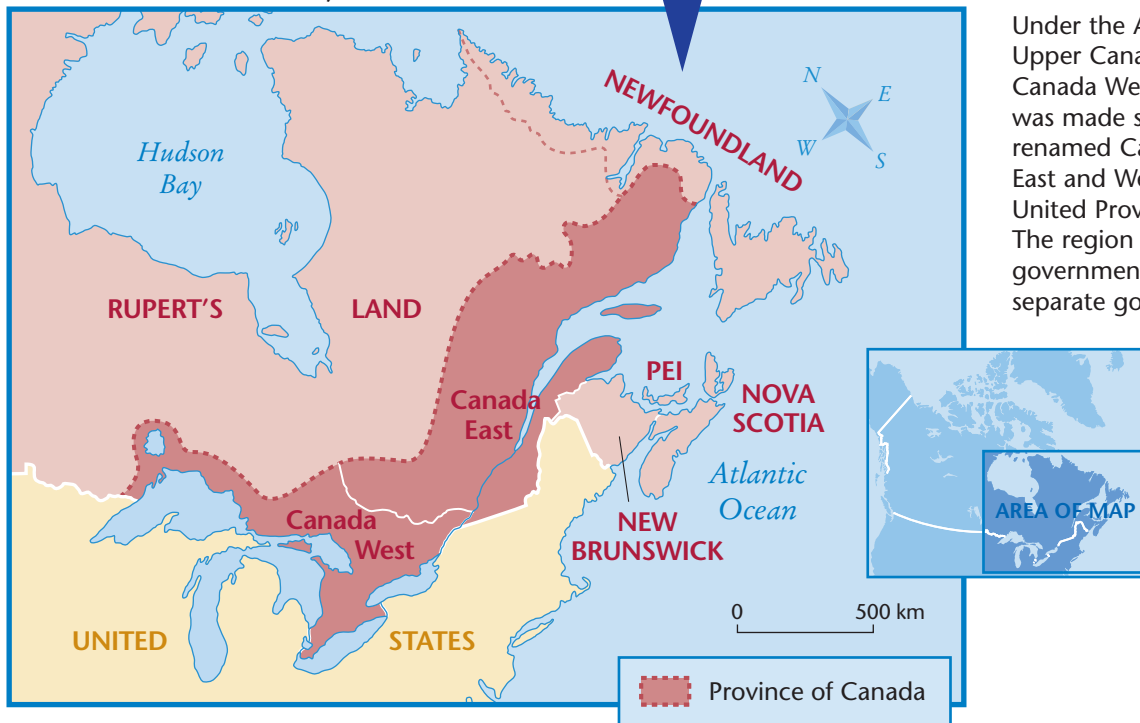 Under the A
Upper Cana
Canada We
was made s
renamed Ca
East and We
United Prov
The region
government
separate go
N
E
W
S
NEWFOUNDLAND
Hudson
Bay
RUPERT'S
LAND
PEI
NOVA
SCOTIA
Canada
East
Atlantic
Ocean
Canada
West
NEW
BRUNSWICK
AREA OF MAP
UNITED
STATES
0
500 km
Province of Canada